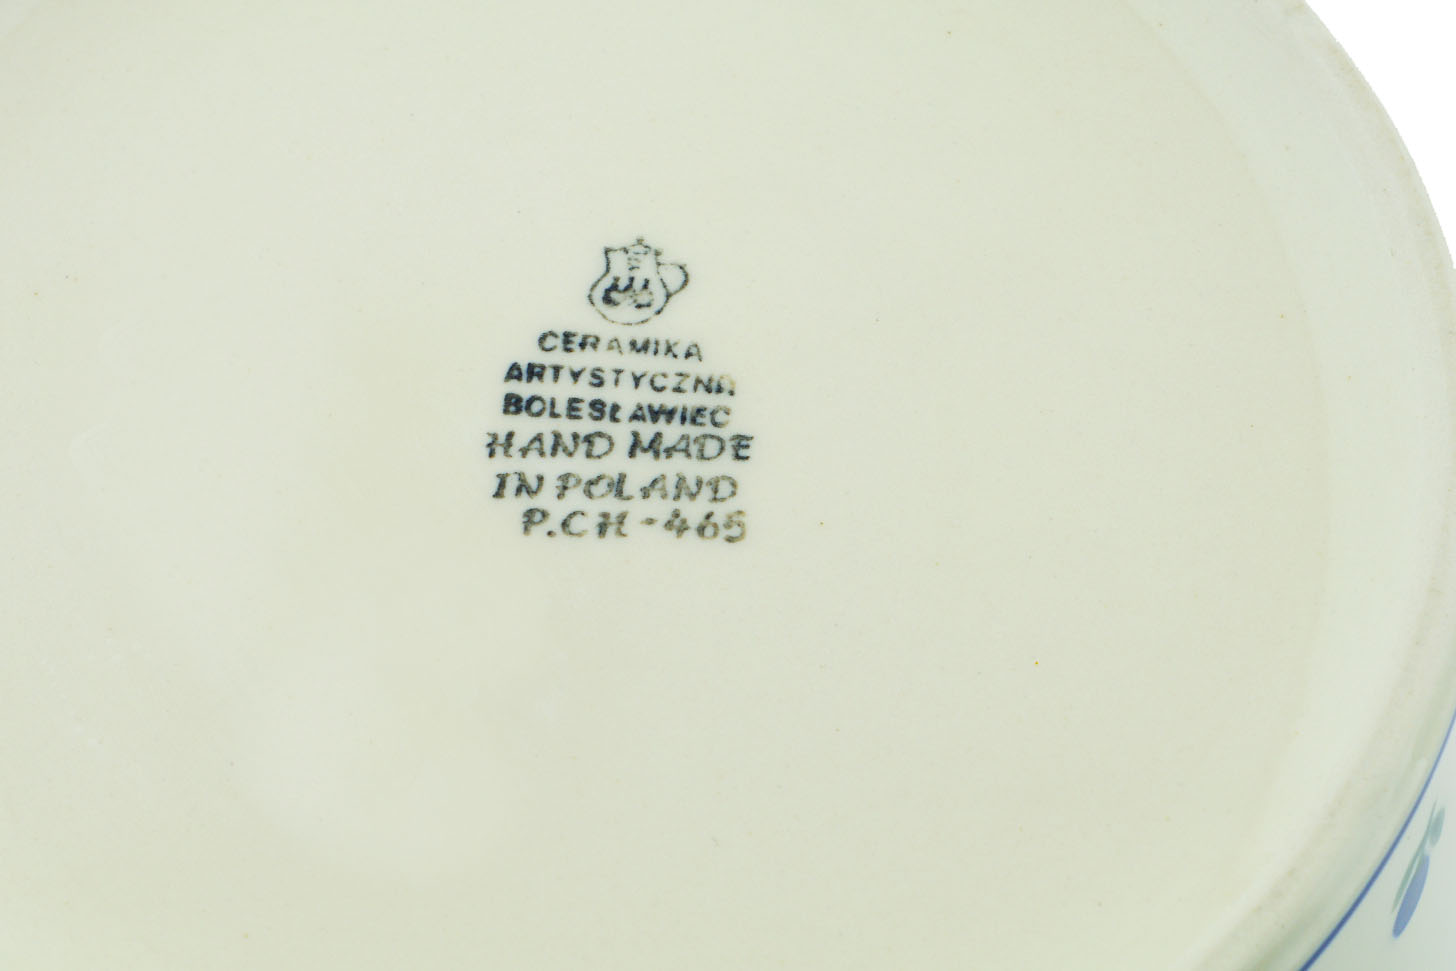 CERAMIKA
ARTYSTYCZNA
BOLESŁAWIEC
HAND MADE
IN POLAND
P.CH-465